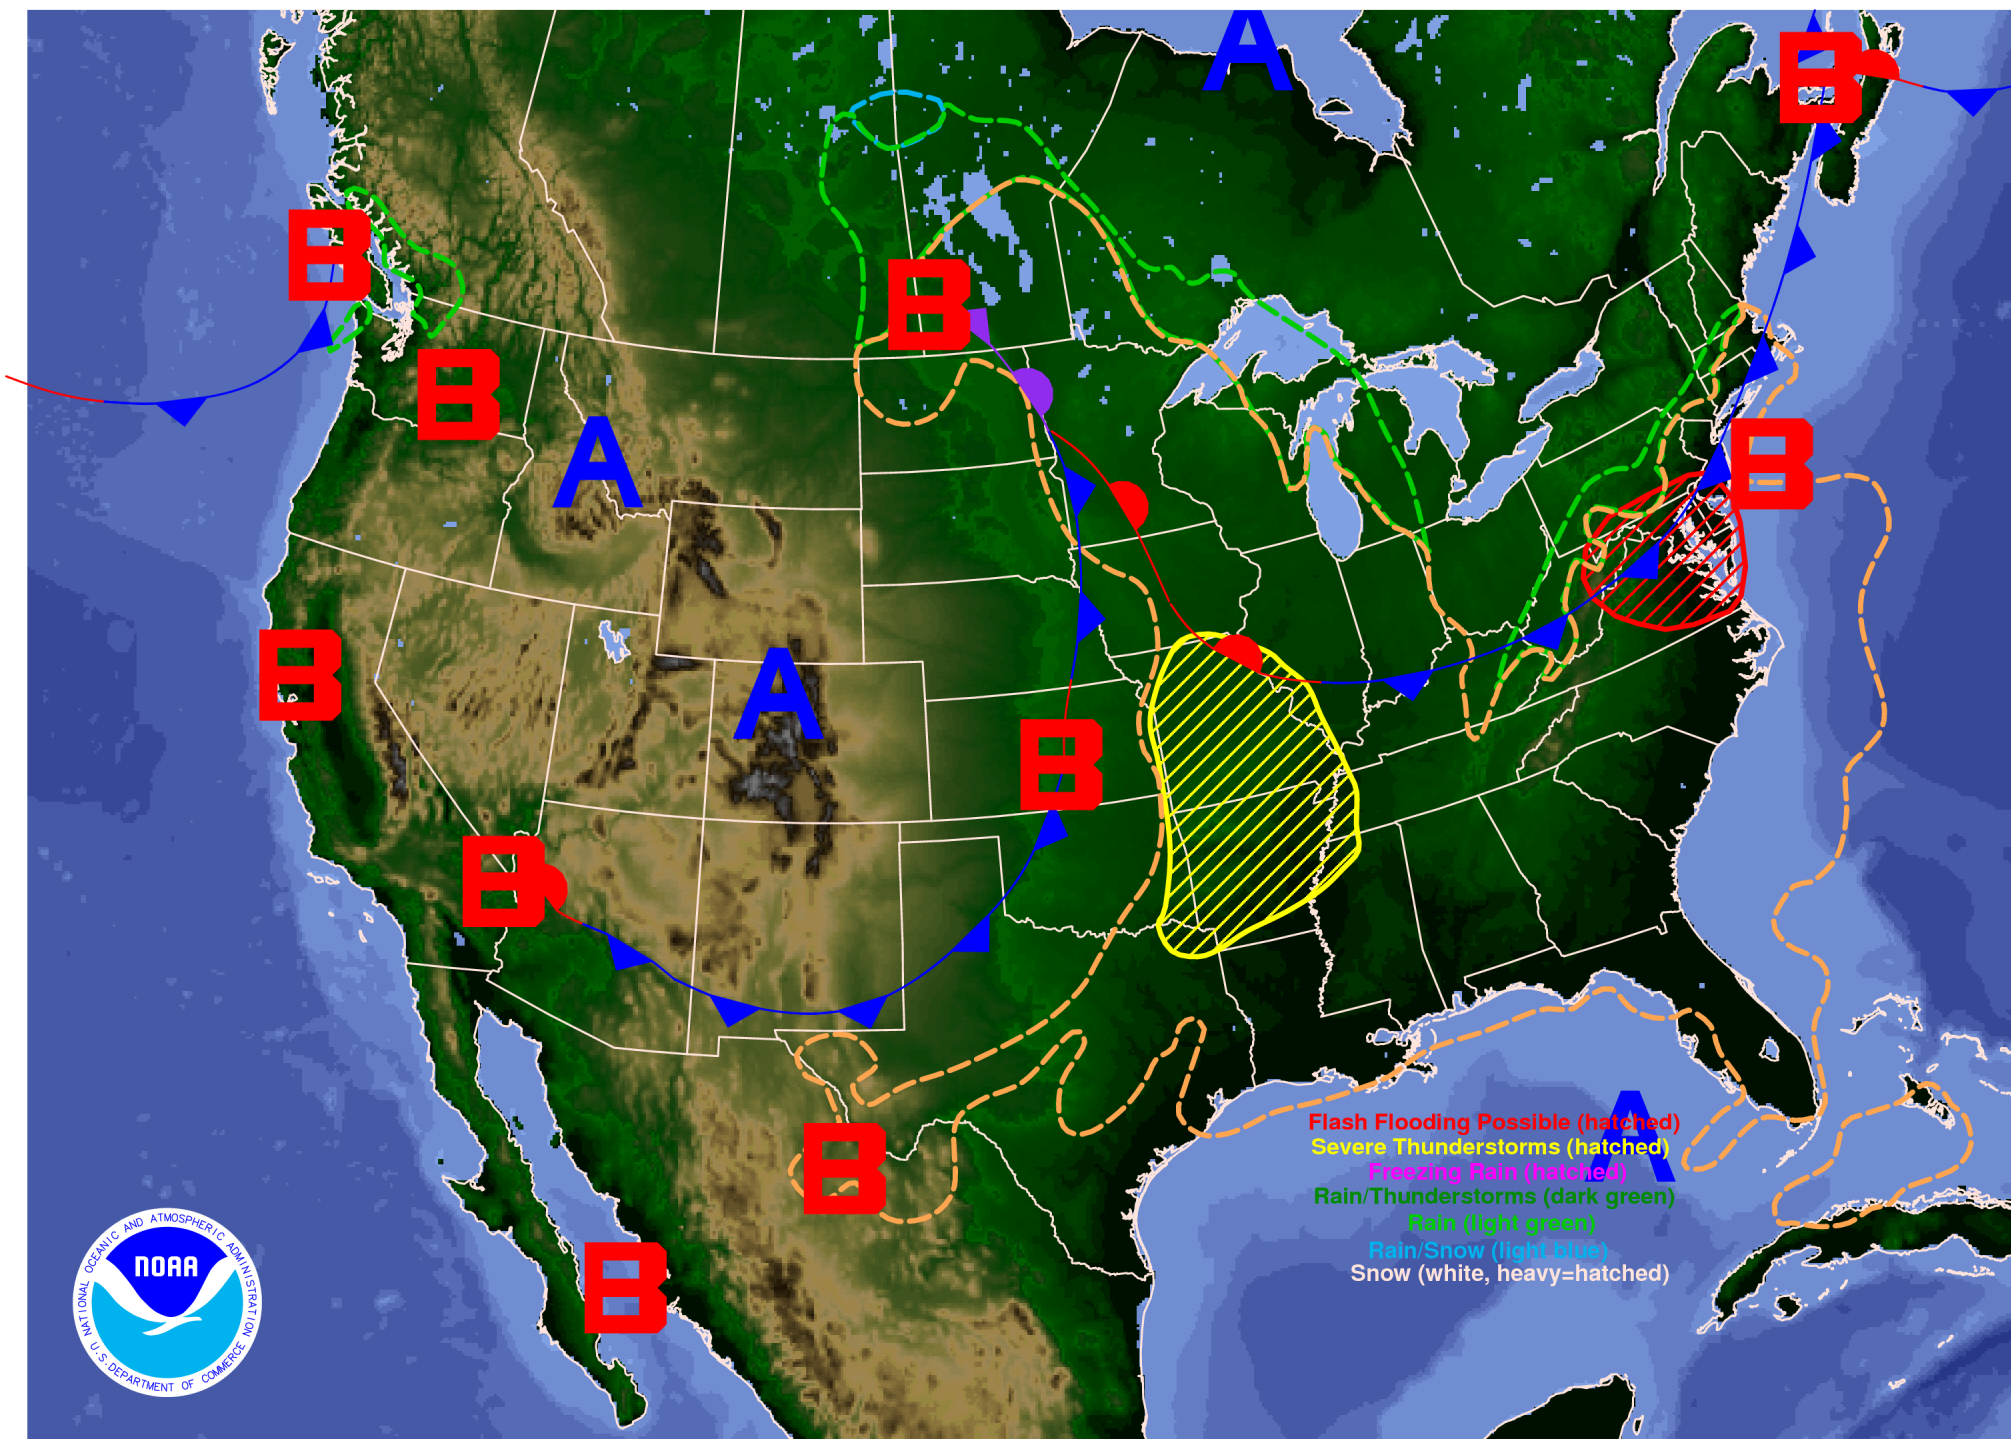 A
B
B
B
B
A
B
B
A
B
B
B
A
B
B
Flash Flooding Possible (hatched)
Severe Thunderstorms (hatched)
Freezing Rain (hatched)
Rain/Thunderstorms (dark green)
Rain (light green)
Rain/Snow (light blue)
Snow (white, heavy=hatched)
NATIONAL OCEANIC AND ATMOSPHERIC ADMINISTRATION
NOAA
U.S. DEPARTMENT OF COMMERCE